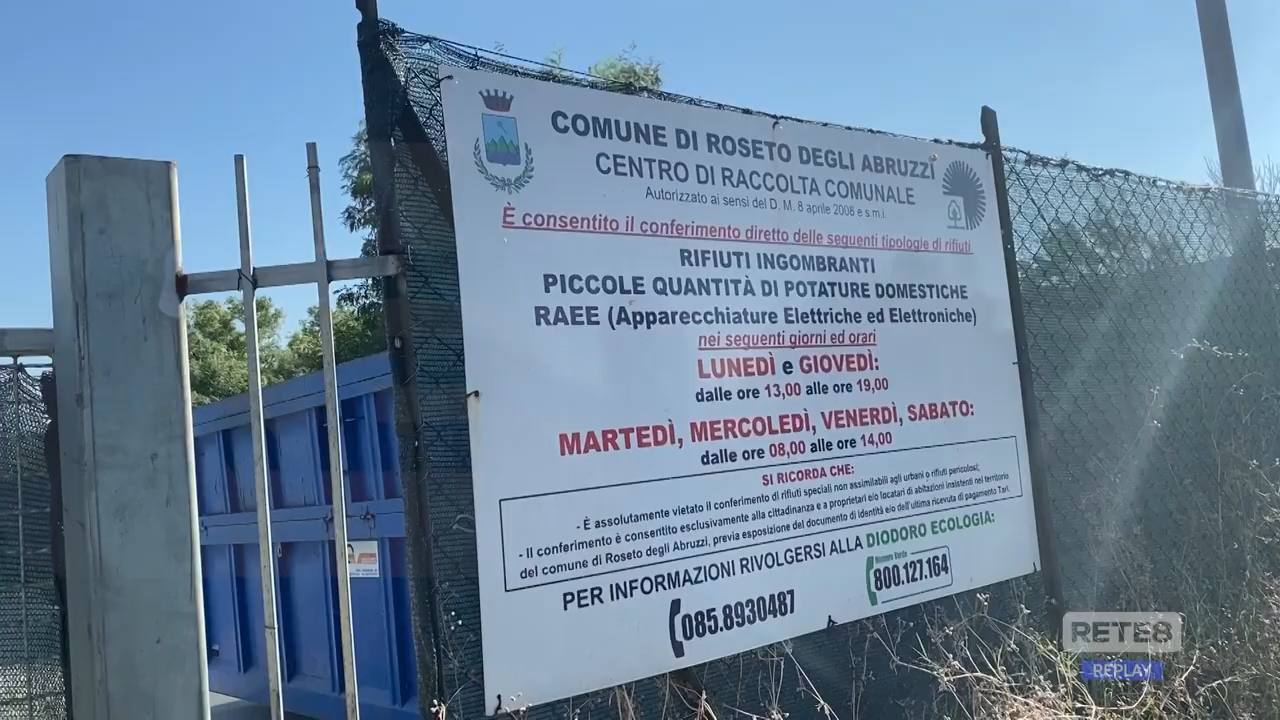 COMUNE DI ROSETO DEGLI ABRUZZI
CENTRO DI RACCOLTA COMUNALE
Autorizzato ai sensi del D. M. 8 aprile 2008 e s.m.i.
È consentito il conferimento diretto delle seguenti tipologie di rifiuti
RIFIUTI INGOMBRANTI
PICCOLE QUANTITÀ DI POTATURE DOMESTICHE
RAEE (Apparecchiature Elettriche ed Elettroniche)
nei seguenti giorni ed orari
LUNEDÌ e GIOVEDÌ:
dalle ore 13,00 alle ore 19,00
MARTEDÌ, MERCOLEDÌ, VENERDÌ, SABATO:
dalle ore 08,00 alle ore 14,00
SI RICORDA CHE:
- È assolutamente vietato il conferimento di rifiuti speciali non assimilabili agli urbani o rifiuti pericolosi;
- Il conferimento è consentito esclusivamente alla cittadinanza e a proprietari e/o locatari di abitazioni insistenti nel territorio
del comune di Roseto degli Abruzzi, previa esposizione del documento di identità e/o dell'ultima ricevuta di pagamento Tari.
PER INFORMAZIONI RIVOLGERSI ALLA DIODORO ECOLOGIA:
085.8930487
Numero Verde
800.127.164
RETE8
REPLAY